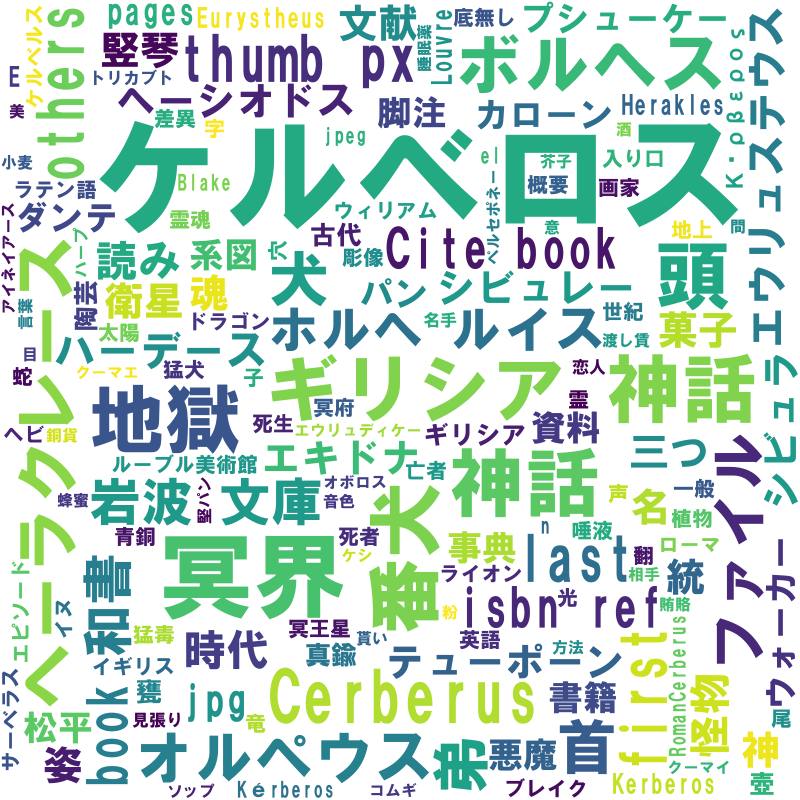 pages
Eurystheus
文献
底無し
プシューケー
ケルベルス
others
竪琴
thumb px
睡眠薬
Louvre
ボルヘス
E
トリカブト
美
ヘーシオドス
脚注
カローン
Herakles
Κ・ρβερος
エウリュステウス
差異
字
jpeg
酒
ケルベロス
小麦
Blake
el
芥子
入り口
ラテン語
概要
画家
ダンテ
霊魂
ウィリアム
ペルセポネー
意
地上
間
アイネイアース
ハーブ
読み
系図
穴
古代
彫像
Cite book
頭
言葉
陶芸
衛星
魂
犬
パン
シビュレー
世紀
菓子
太陽
ドラゴン
ホルヘ
名手
ルイス
渡し賃
ハーデース
ヘーラクレース
蛇
クーマエ
猛犬
子
ギリシア
恋人
神話
シビュラ
地獄
冥府
霊
ヘビ
銅貨
死生
エウリュディケー
ギリシア
資料
三つ
ファイル
ルーブル美術館
エキドナ
亡者
神話
蜂蜜
岩波
竪パン
文庫
オボロス
音色
声
名
一般
植物
青銅
死者
番犬
n
唾液
冥界
ケシ
事典
last
翻
ローマ
エピソード
イヌ
和書
ライオン
光
相手
統
粉
isbn ref
賄賂
猛毒
冥王星
貰い
英語
イギリス
時代
真鍮
テューポーン
方法
first
RomanCerberus
ウォーカー
サーベラス
book
甕
jpg
Cerberus
書籍
怪物
松平
見張り
竜
尾
姿
オルペウス
弟
悪魔
首
神
クーマイ
ソップ
Kérberos
コムギ
ブレイク
Kerberos
壺